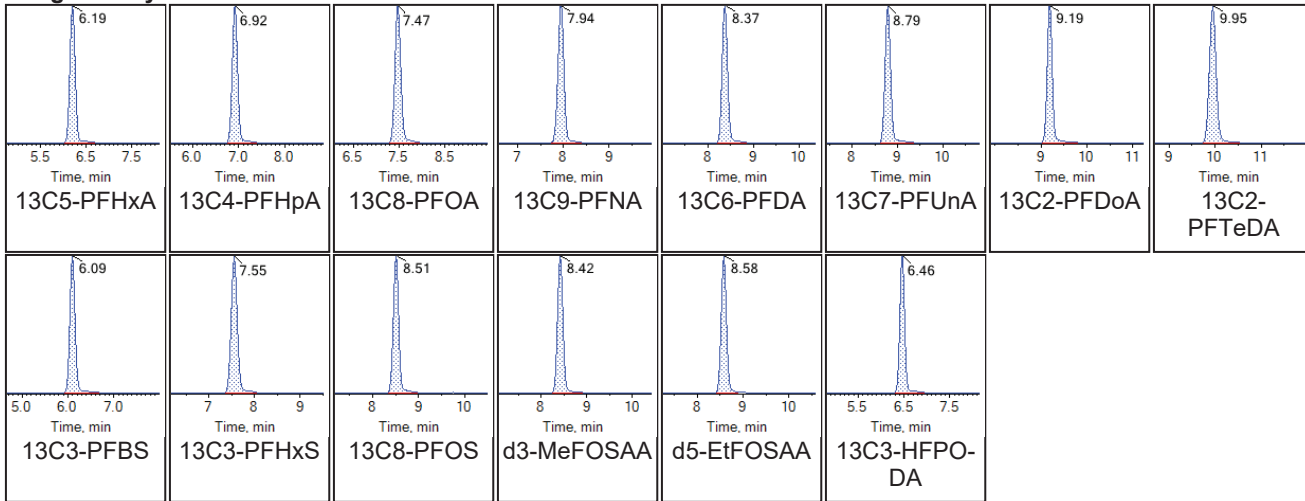 6.19
5.5 6.5 7.5
Time, min
13C5-PFHxA
6.92
6.0 7.0 8.0
Time, min
13C4-PFHpA
7.47
6.5 7.5 8.5
Time, min
13C8-PFOA
7.94
7 8 9
Time, min
13C9-PFNA
8.37
8 9 10
Time, min
13C6-PFDA
8.79
8 9 10
Time, min
13C7-PFUnA
9.19
9 10 11
Time, min
13C2-PFDoA
9.95
9 10 11
Time, min
13C2-
PFTeDA
6.09
5.0 6.0 7.0
Time, min
13C3-PFBS
7.55
7 8 9
Time, min
13C3-PFHxS
8.51
8 9 10
Time, min
13C8-PFOS
8.42
8 9 10
Time, min
d3-MeFOSAA
8.58
8 9 10
Time, min
d5-EtFOSAA
6.46
5.5 6.5 7.5
Time, min
13C3-HFPO-
DA